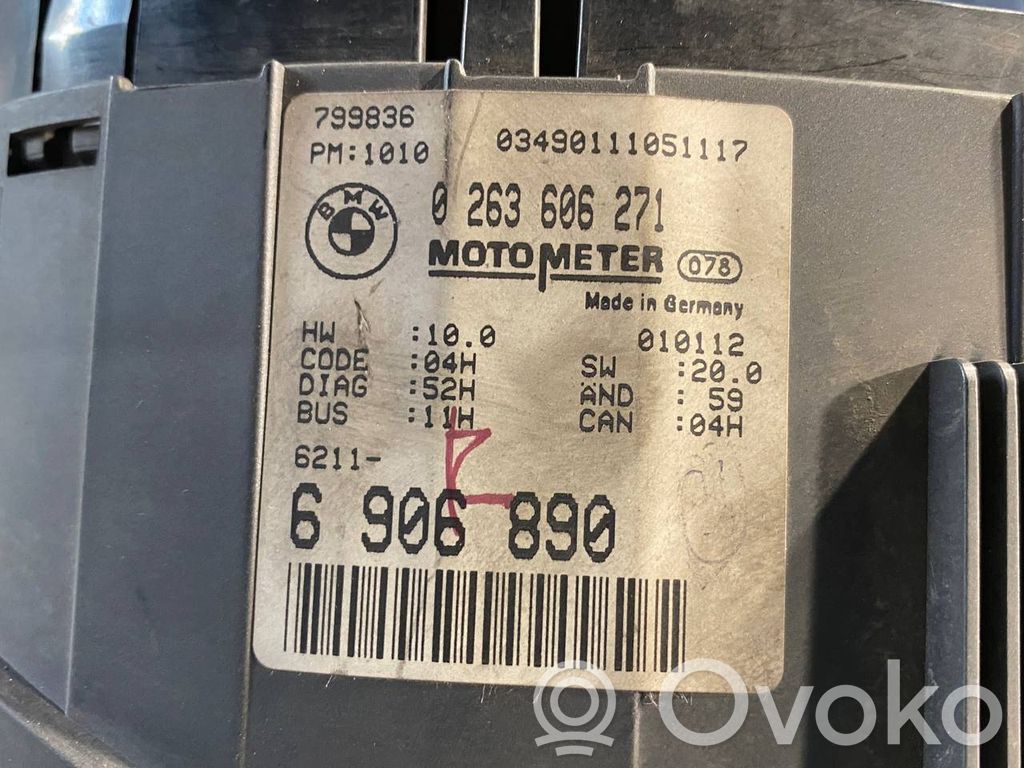 799836
03490111051117
PM:1010
BMW
0 263 606 271
MOTOMETER 078
Made in Germany
HW :10.0 010112
CODE :04H SW :20.0
DIAG :52H AND : 59
BUS :11H CAN :04H
6211-
6 906 890
Ovoko